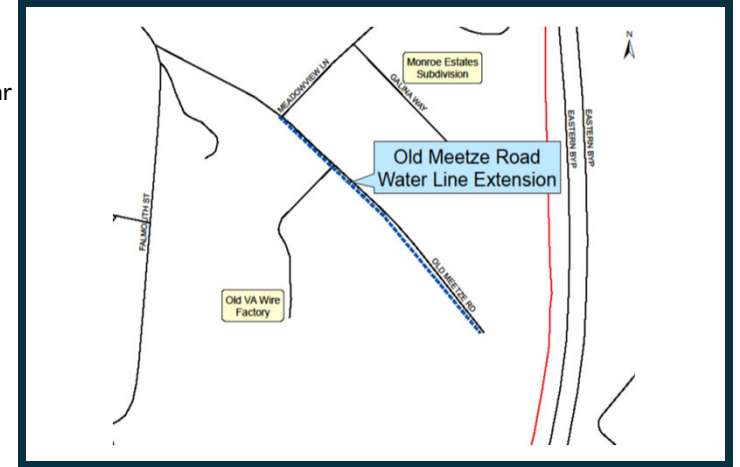 ar
N
Monroe Estates
Subdivision
MEADOWVIEW LN
GALINA WAY
EASTERN BYP
EASTERN BYP
Old Meetze Road
Water Line Extension
FALMOUTH ST
OLD MEETZE RD
Old VA Wire
Factory